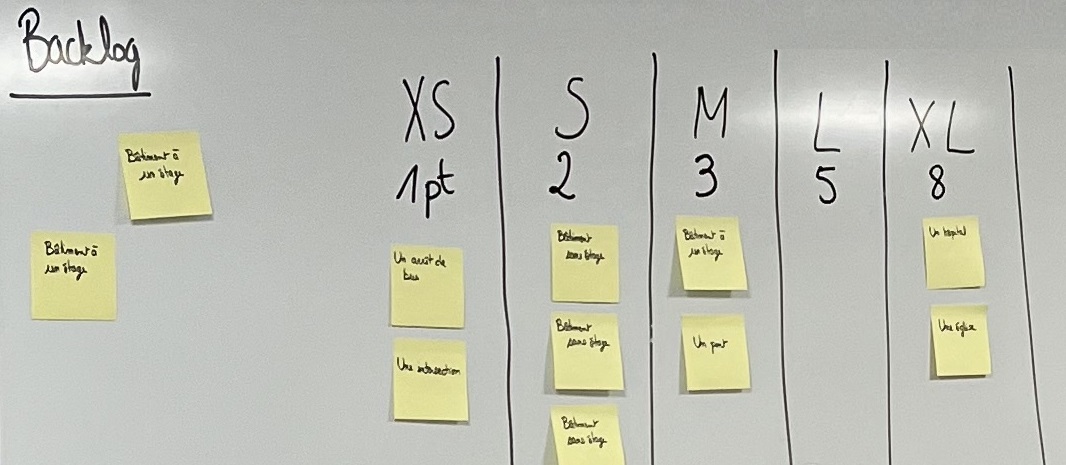 Backlog
XS
S
M
L
XL
1pt
2
3
5
8
Bâtiment à
un étage
Bâtiment à
un étage
Un arrêt de
bus
Une intersection
Bâtiment
sans étage
Bâtiment
sans étage
Bâtiment
sans étage
Bâtiment à
un étage
Un pont
Un hôpital
Une église